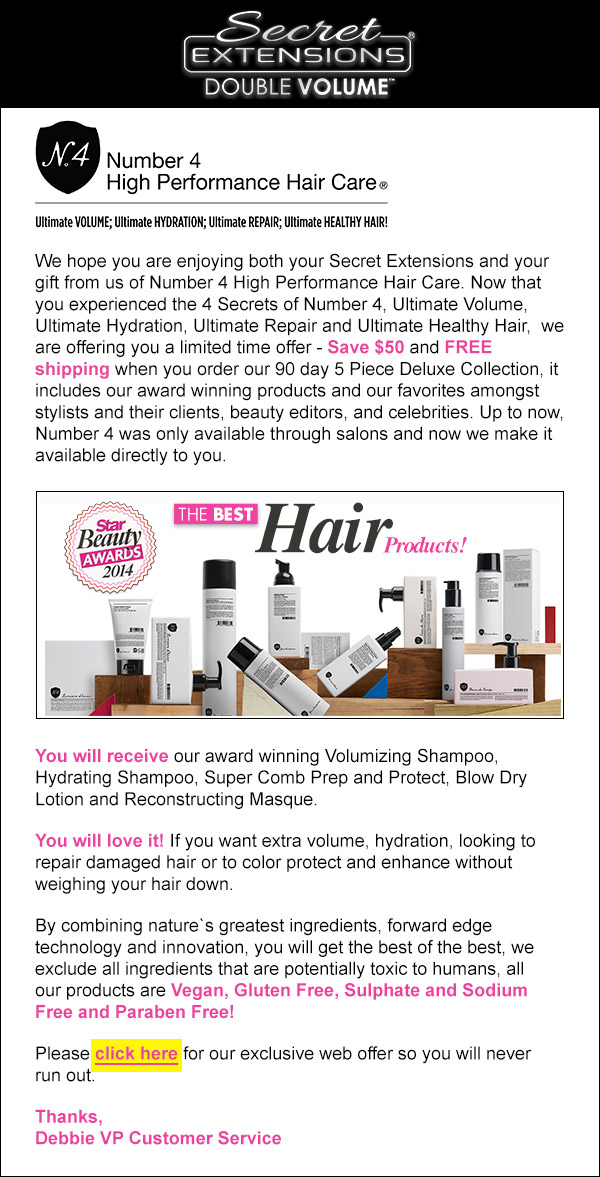 Secret
EXTENSIONS®
DOUBLE VOLUME™
N.4
Number 4
High Performance Hair Care®
Ultimate VOLUME; Ultimate HYDRATION; Ultimate REPAIR; Ultimate HEALTHY HAIR!
We hope you are enjoying both your Secret Extensions and your
gift from us of Number 4 High Performance Hair Care. Now that
you experienced the 4 Secrets of Number 4, Ultimate Volume,
Ultimate Hydration, Ultimate Repair and Ultimate Healthy Hair,  we
are offering you a limited time offer - Save $50 and FREE
shipping when you order our 90 day 5 Piece Deluxe Collection, it
includes our award winning products and our favorites amongst
stylists and their clients, beauty editors, and celebrities. Up to now,
Number 4 was only available through salons and now we make it
available directly to you.
THE BEST
Hair Products!
Star
Beauty
AWARDS
2014
You will receive our award winning Volumizing Shampoo,
Hydrating Shampoo, Super Comb Prep and Protect, Blow Dry
Lotion and Reconstructing Masque.
You will love it! If you want extra volume, hydration, looking to
repair damaged hair or to color protect and enhance without
weighing your hair down.
By combining nature`s greatest ingredients, forward edge
technology and innovation, you will get the best of the best, we
exclude all ingredients that are potentially toxic to humans, all
our products are Vegan, Gluten Free, Sulphate and Sodium
Free and Paraben Free!
Please click here for our exclusive web offer so you will never
run out.
Thanks,
Debbie VP Customer Service